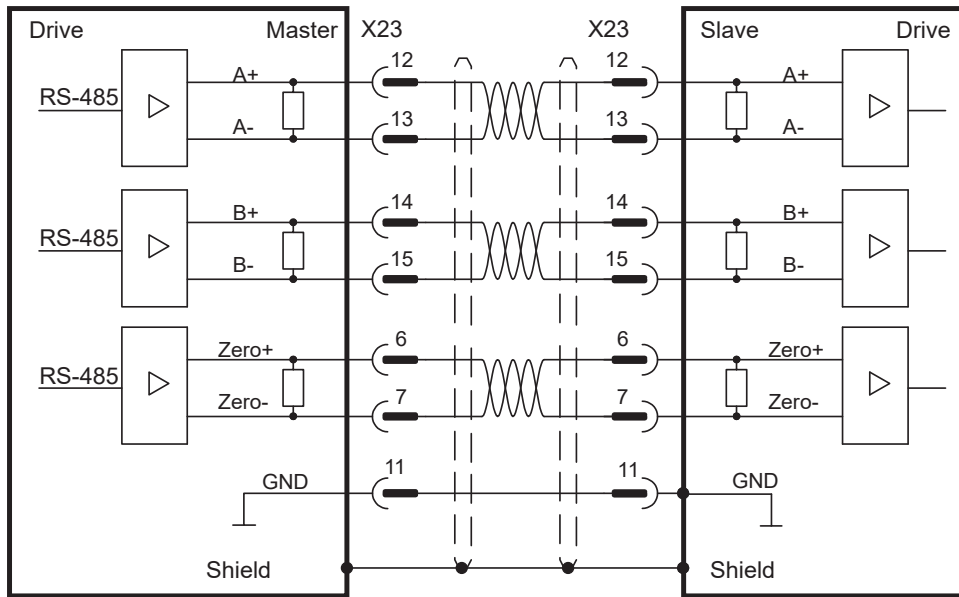 Drive Master X23 X23 Slave Drive
12 12
A+ A+
RS-485
13 13
A- A-
14 14
B+ B+
RS-485
15 15
B- B-
6 6
Zero+ Zero+
RS-485
7 7
Zero- Zero-
11 11
GND GND
Shield Shield